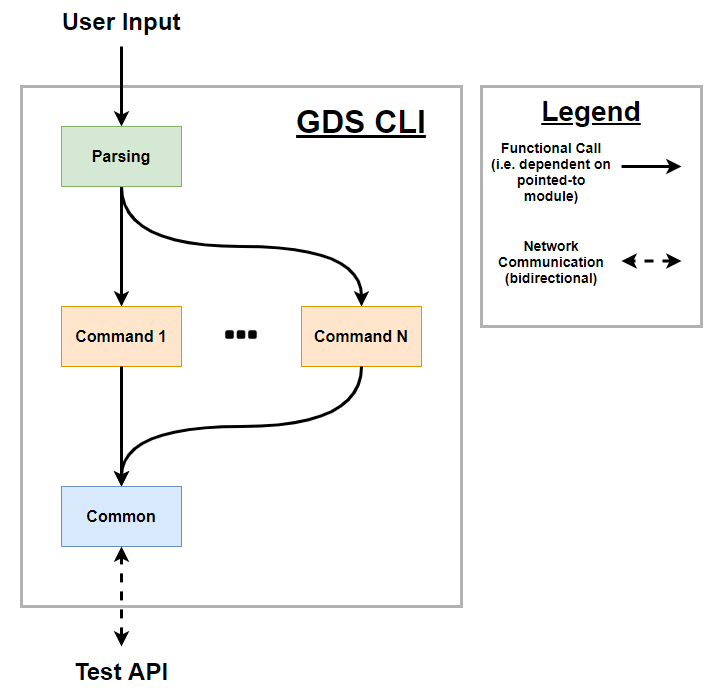 User Input
GDS CLI
Parsing
Command 1
Command N
Common
Test API
Legend
Functional Call
(i.e. dependent on
pointed-to
module)
Network
Communication
(bidirectional)